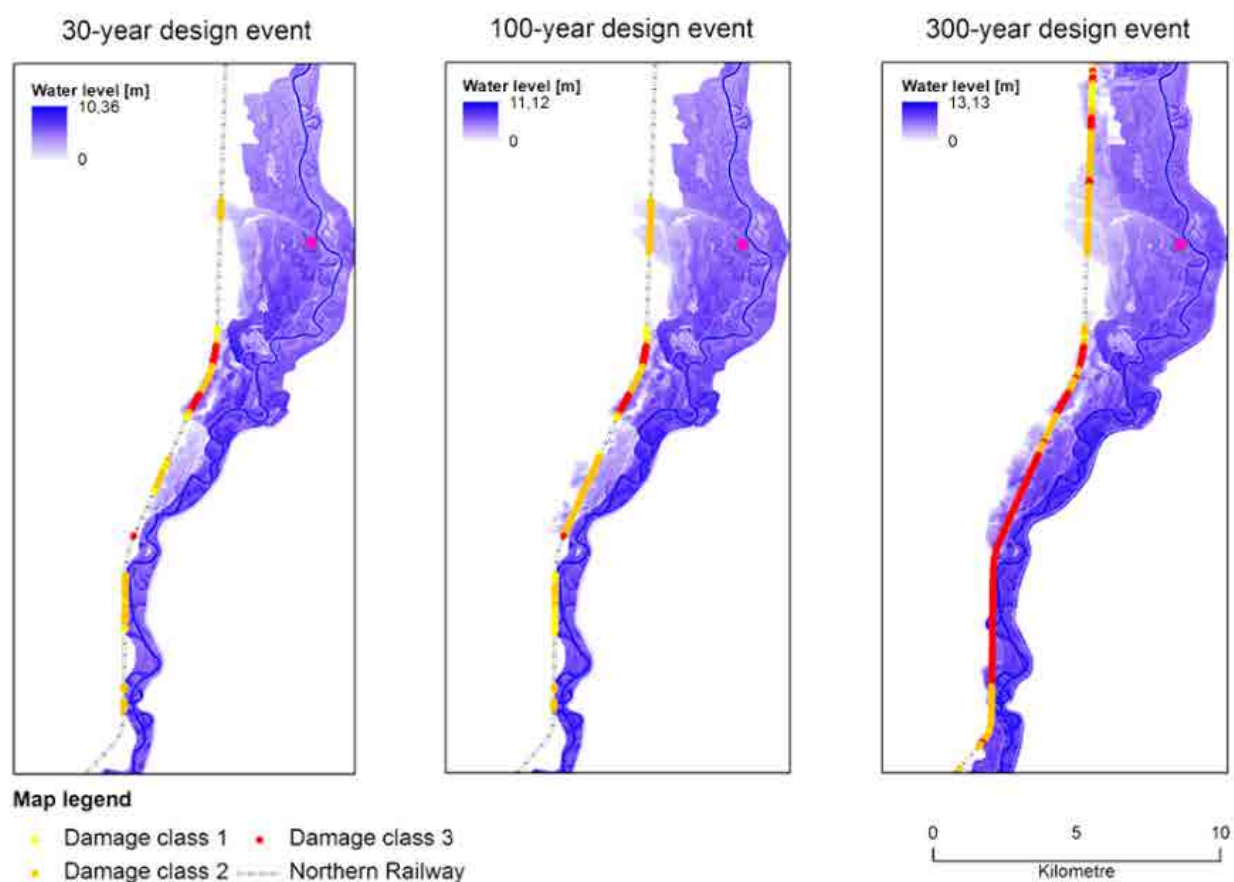 30-year design event
100-year design event
300-year design event
Water level [m]
10,36
0
Water level [m]
11,12
0
Water level [m]
13,13
0
Map legend
Damage class 1
Damage class 3
Damage class 2
Northern Railway
0 5 10
Kilometre